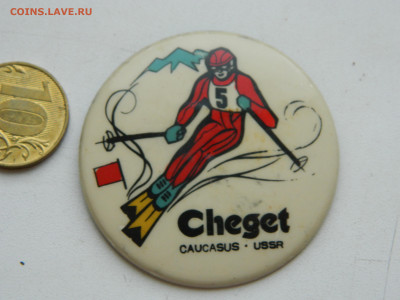 COINS.LAVE.RU
5
10
Cheget
CAUCASUS · USSR